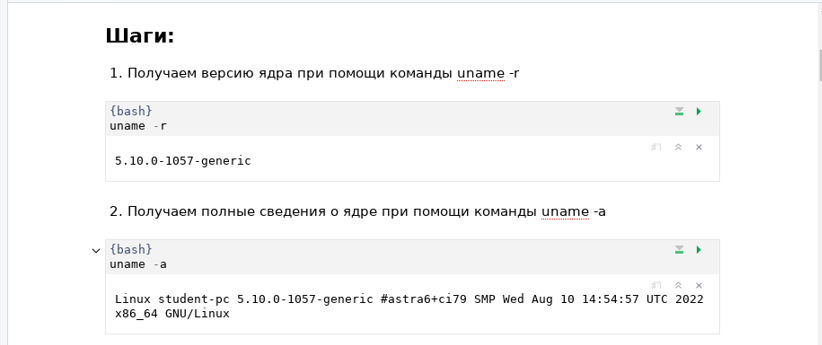 Шаги:
1. Получаем версию ядра при помощи команды uname -r
{bash}
uname -r
5.10.0-1057-generic
2. Получаем полные сведения о ядре при помощи команды uname -a
{bash}
uname -a
Linux student-pc 5.10.0-1057-generic #astra6+ci79 SMP Wed Aug 10 14:54:57 UTC 2022
x86_64 GNU/Linux